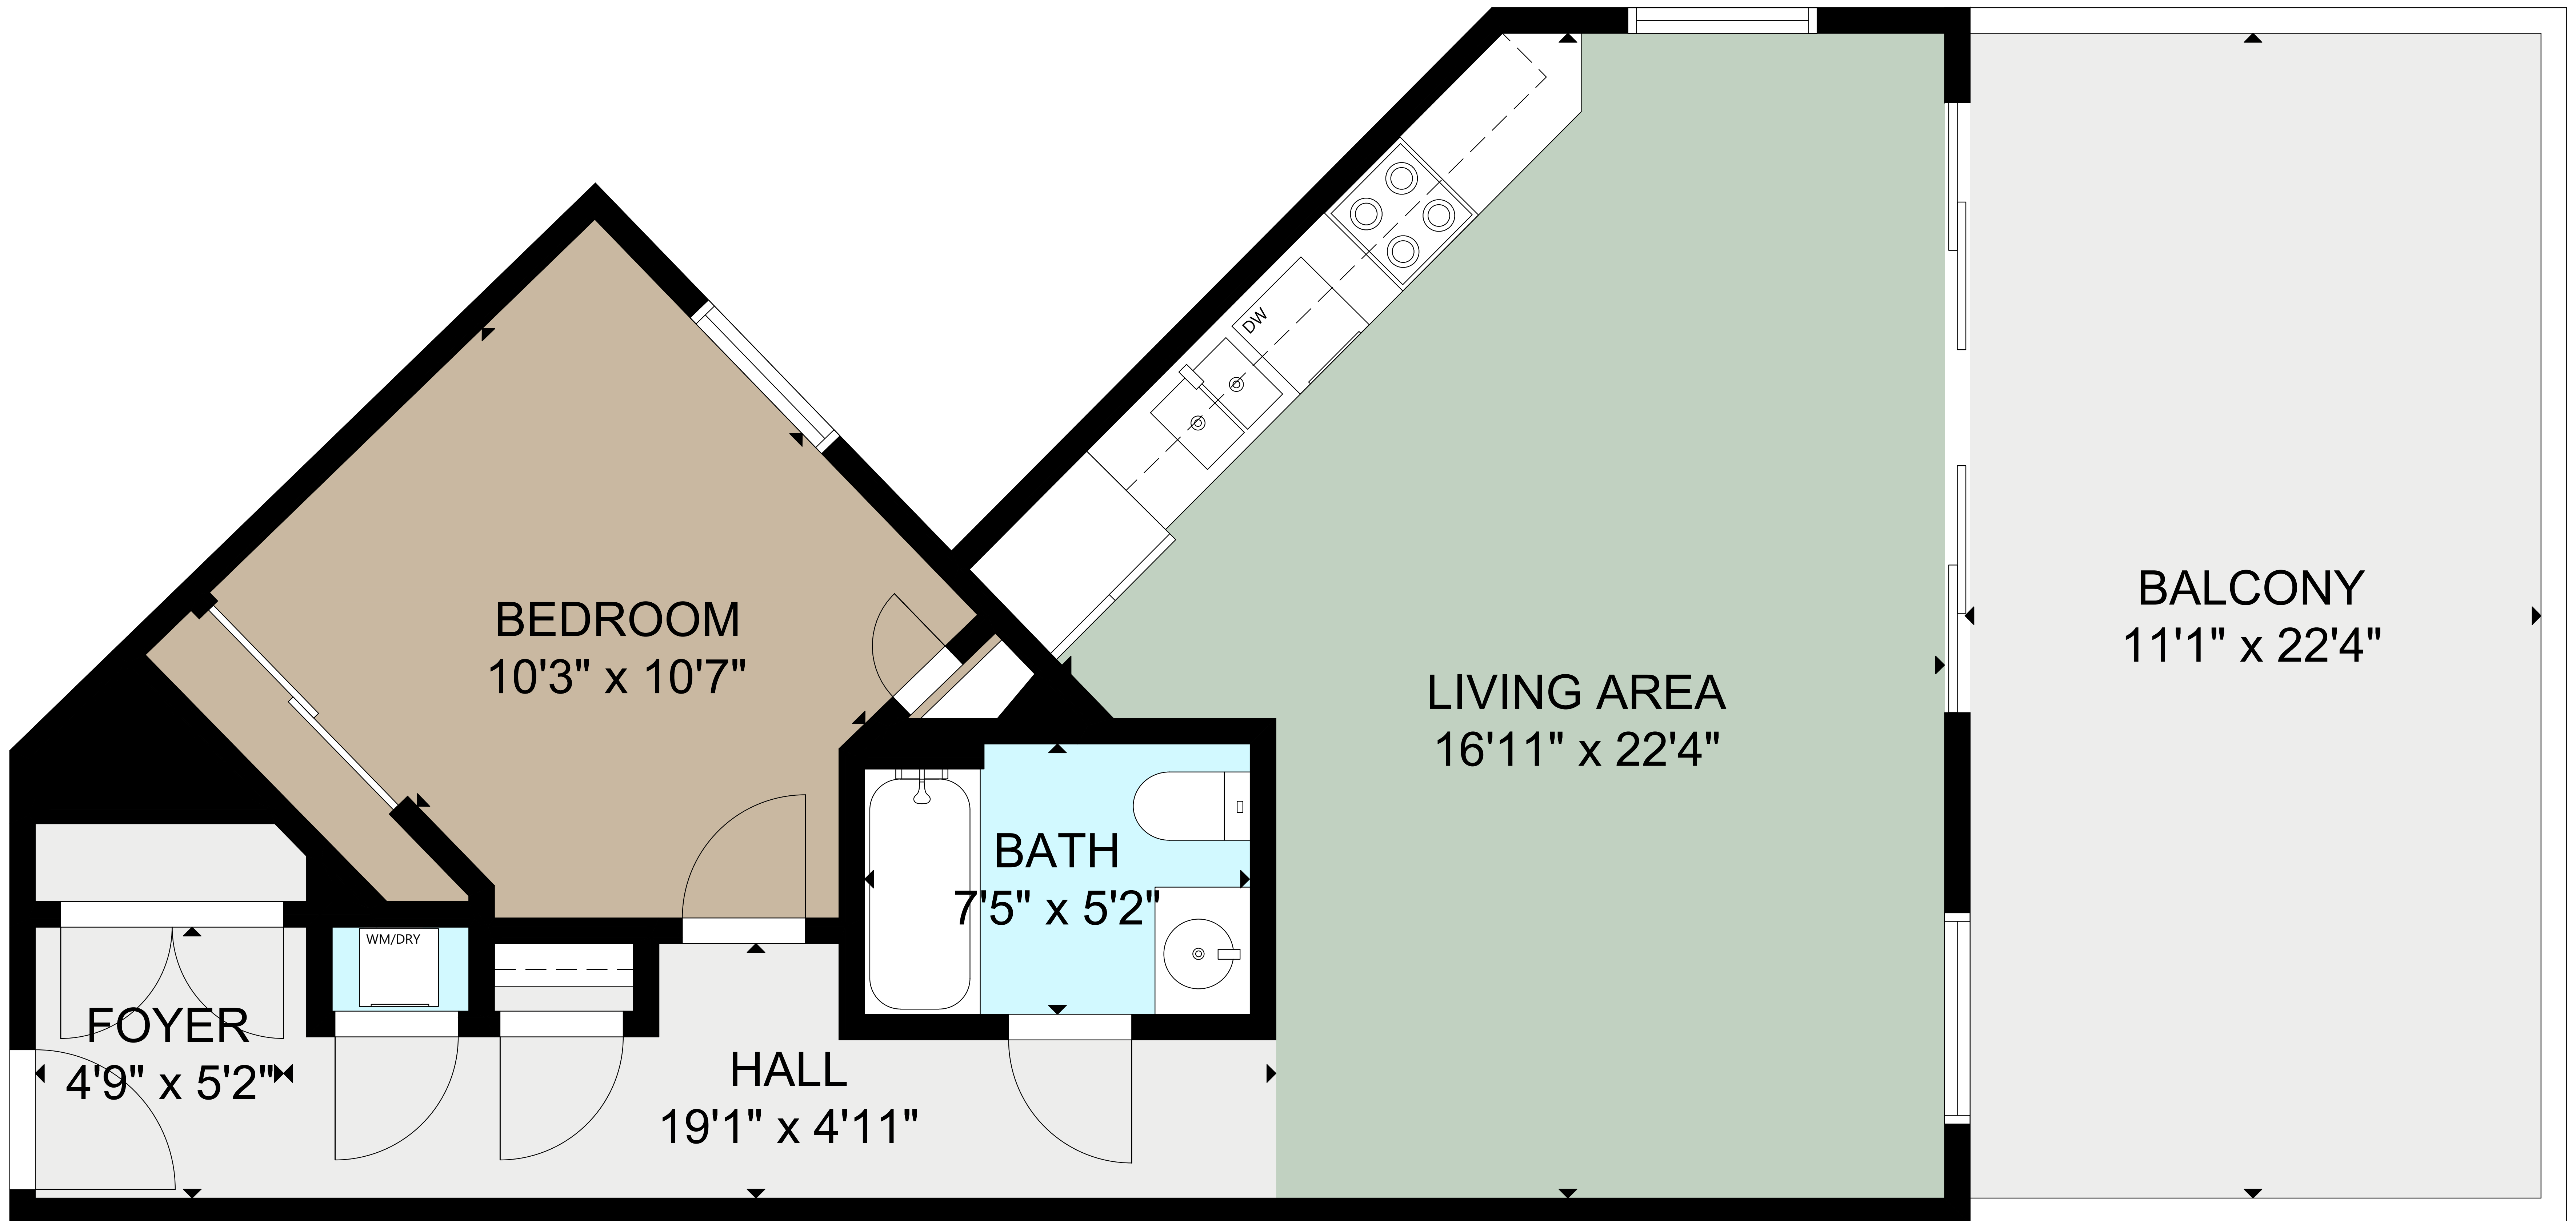 DW
BEDROOM
10'3" x 10'7"
BALCONY
11'1" x 22'4"
LIVING AREA
16'11" x 22'4"
BATH
7'5" x 5'2"
WM/DRY
FOYER
4'9" x 5'2"
HALL
19'1" x 4'11"